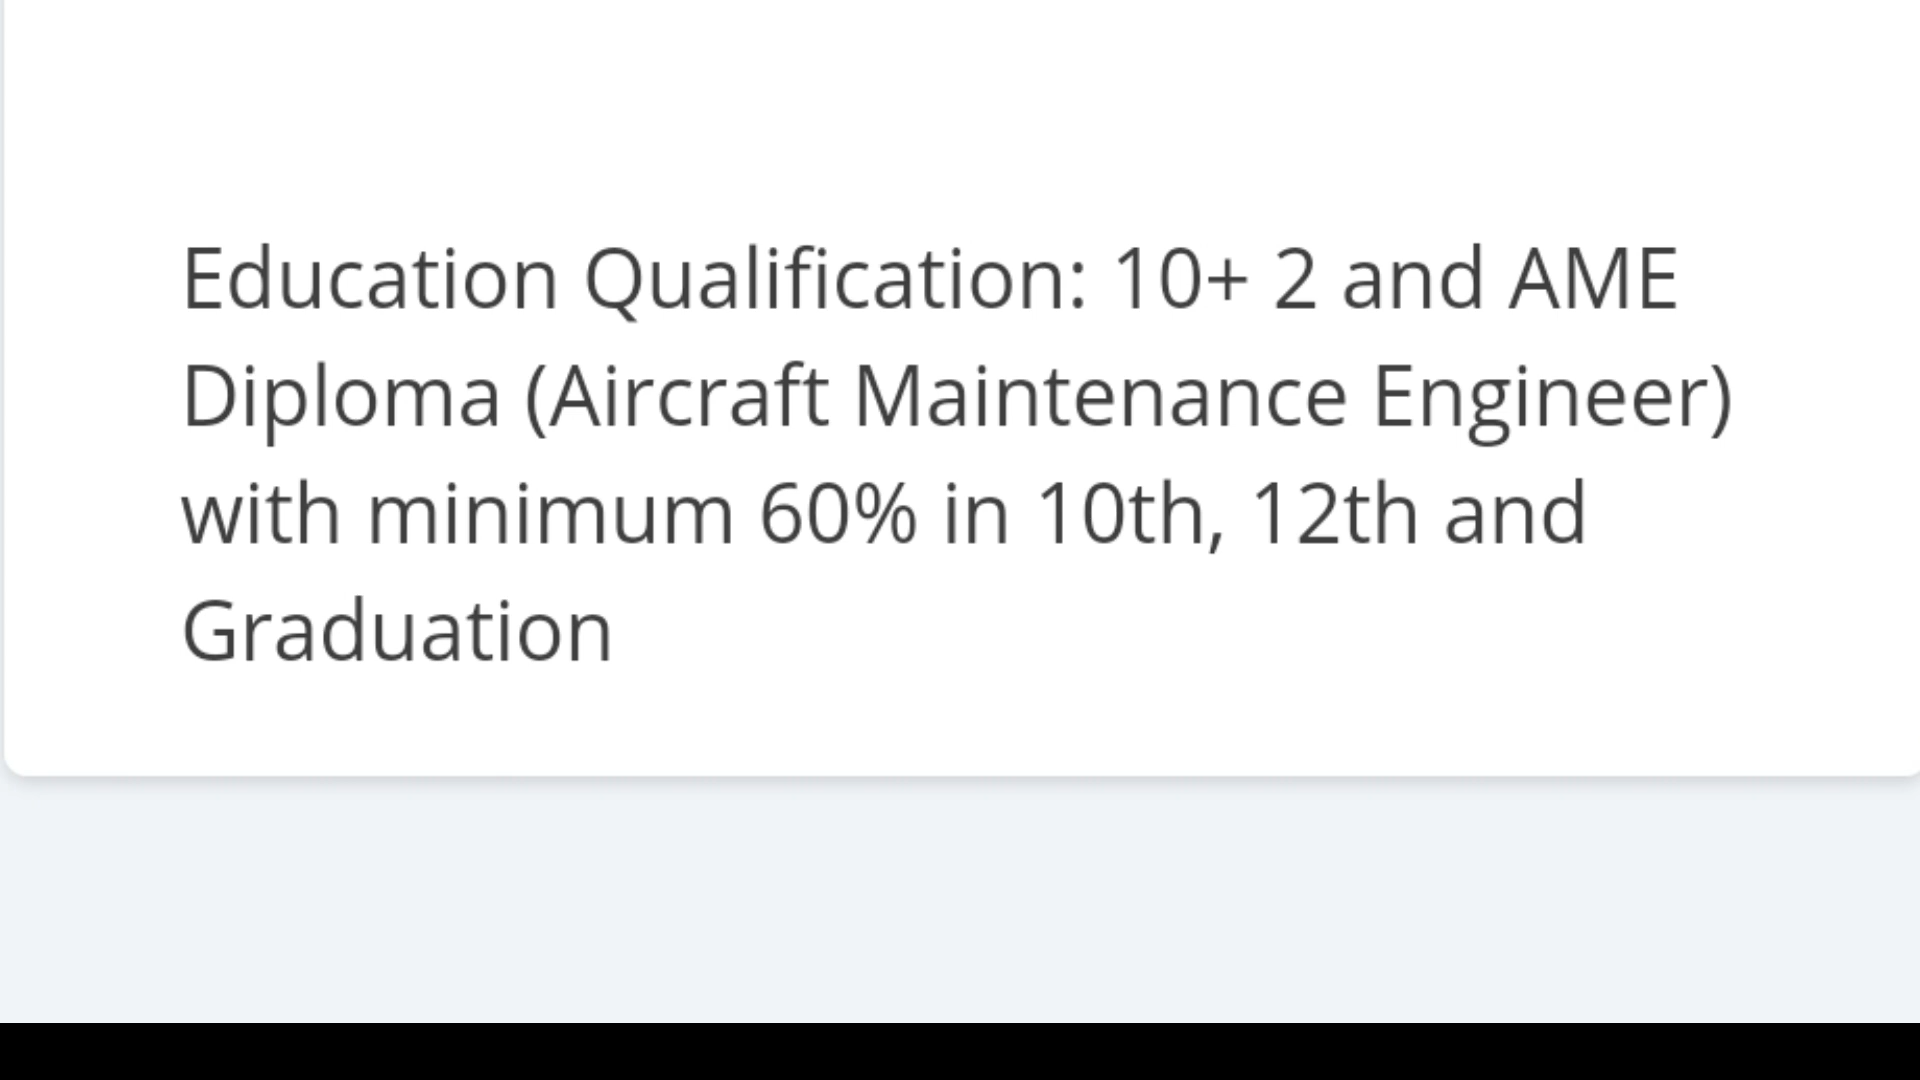 Education Qualification: 10+ 2 and AME
Diploma (Aircraft Maintenance Engineer)
with minimum 60% in 10th, 12th and
Graduation